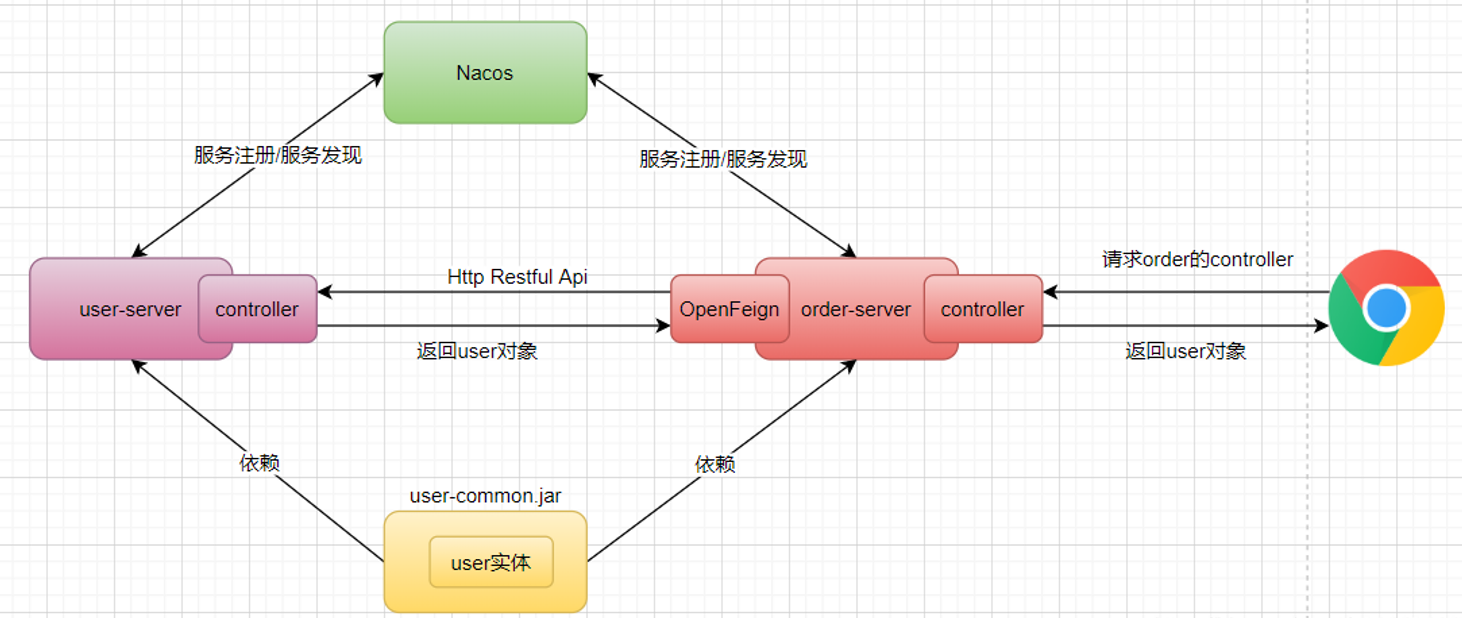 Nacos
服务注册/服务发现
服务注册/服务发现
请求order的controller
Http Restful Api
user-server
controller
OpenFeign
order-server
controller
返回user对象
返回user对象
依赖
依赖
user-common.jar
user实体